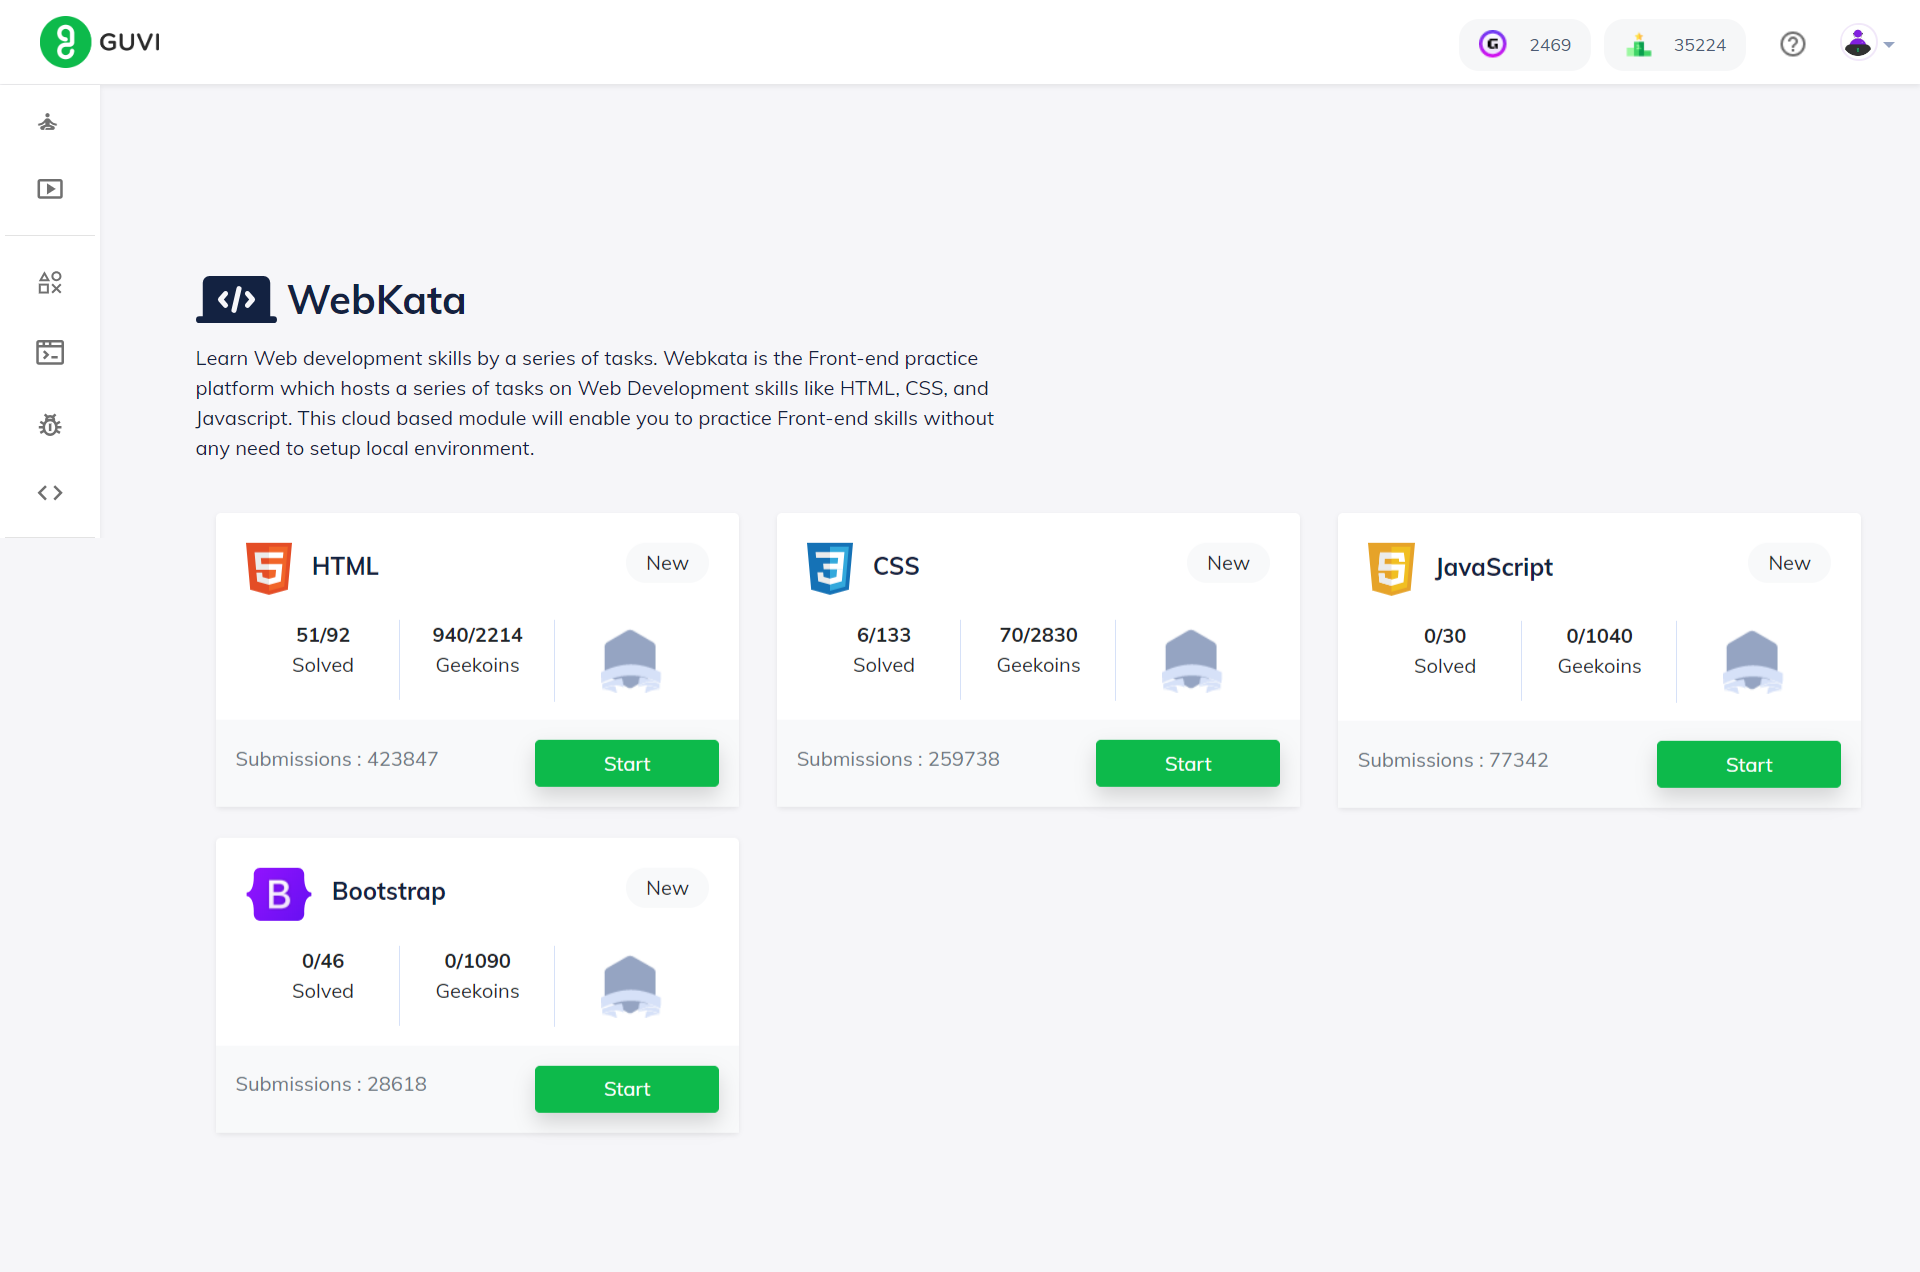 GUVI
2469
35224
WebKata
Learn Web development skills by a series of tasks. Webkata is the Front-end practice
platform which hosts a series of tasks on Web Development skills like HTML, CSS, and
Javascript. This cloud based module will enable you to practice Front-end skills without
any need to setup local environment.
HTML
New
51/92
Solved
940/2214
Geekoins
Submissions : 423847
Start
CSS
New
6/133
Solved
70/2830
Geekoins
Submissions : 259738
Start
JavaScript
New
0/30
Solved
0/1040
Geekoins
Submissions : 77342
Start
B
Bootstrap
New
0/46
Solved
0/1090
Geekoins
Submissions : 28618
Start